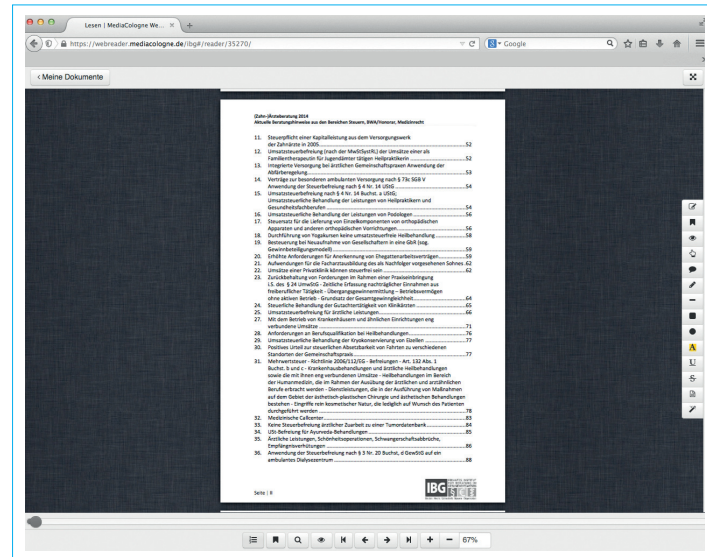 Lesen | MediaCologne We...
https://webreader.mediacologne.de/ibg#/reader/35270/
Google
< Meine Dokumente
(Zahn-)Ärzteberatung 2014
Aktuelle Beratungshinweise aus den Bereichen Steuern, BWA/Honorar, Medizinrecht
11. Steuerpflicht einer Kapitalleistung aus dem Versorgungswerk
der Zahnärzte in 2005 52
12. Umsatzsteuerbefreiung (nach der MwStSystRL) der Umsätze einer als
Familientherapeutin für Jugendämter tätigen Heilpraktikerin 52
13. Integrierte Versorgung bei ärztlichen Gemeinschaftspraxen Anwendung der
Abfärberegelung 53
14. Verträge zur besonderen ambulanten Versorgung nach § 73c SGB V
Anwendung der Steuerbefreiung nach § 4 Nr. 14 UStG 54
15. Umsatzsteuerbefreiung nach § 4 Nr. 14 Buchst. a UStG;
Umsatzsteuerliche Behandlung der Leistungen von Heilpraktikern und
Gesundheitsfachberufen 54
16. Umsatzsteuerliche Behandlung der Leistungen von Podologen 56
17. Steuersatz für die Lieferung von Einzelkomponenten von orthopädischen
Apparaten und anderen orthopädischen Vorrichtungen 56
18. Durchführung von Yogakursen keine umsatzsteuerfreie Heilbehandlung 58
19. Besteuerung bei Neuaufnahme von Gesellschaftern in eine GbR (sog.
Gewinnbeteiligungsmodell) 59
20. Erhöhte Anforderungen für Anerkennung von Ehegattenarbeitsverträgen 59
21. Aufwendungen für die Facharztausbildung des als Nachfolger vorgesehenen Sohnes 62
22. Umsätze einer Privatklinik können steuerfrei sein 62
23. Zurückbehaltung von Forderungen im Rahmen einer Praxiseinbringung
i.S. des § 24 UmwStG - Zeitliche Erfassung nachträglicher Einnahmen aus
freiberuflicher Tätigkeit - Übergangsgewinnermittlung – Betriebsvermögen
ohne aktiven Betrieb - Grundsatz der Gesamtgewinngleichheit 64
24. Steuerliche Behandlung der Gutachtertätigkeit von Klinikärzten 65
25. Umsatzsteuerbefreiung für ärztliche Leistungen 66
27. Mit dem Betrieb von Krankenhäusern und ähnlichen Einrichtungen eng
verbundene Umsätze 71
28. Anforderungen an Berufsqualifikation bei Heilbehandlungen 76
29. Umsatzsteuerliche Behandlung der Kryokonservierung von Eizellen 77
30. Positives Urteil zur steuerlichen Absetzbarkeit von Fahrten zu verschiedenen
Standorten der Gemeinschaftspraxis 77
31. Mehrwertsteuer - Richtlinie 2006/112/EG - Befreiungen - Art. 132 Abs. 1
Buchst. b und c - Krankenhausbehandlungen und ärztliche Heilbehandlungen
sowie die mit ihnen eng verbundenen Umsätze - Heilbehandlungen im Bereich
der Humanmedizin, die im Rahmen der Ausübung der ärztlichen und arztähnlichen
Berufe erbracht werden - Dienstleistungen, die in der Ausführung von Maßnahmen
auf dem Gebiet der ästhetisch-plastischen Chirurgie und ästhetischen Behandlungen
bestehen - Eingriffe rein kosmetischer Natur, die lediglich auf Wunsch des Patienten
durchgeführt werden 78
32. Medizinische Callcenter 83
33. Keine Steuerbefreiung ärztlicher Zuarbeit zu einer Tumordatenbank 84
34. USt-Befreiung für Ayurveda-Behandlungen 85
35. Ärztliche Leistungen, Schönheitsoperationen, Schwangerschaftsabbrüche,
Empfängnisverhütungen 86
36. Anwendung der Steuerbefreiung nach § 3 Nr. 20 Buchst. d GewStG auf ein
ambulantes Dialysezentrum 88
Seite | II
IBG
67%